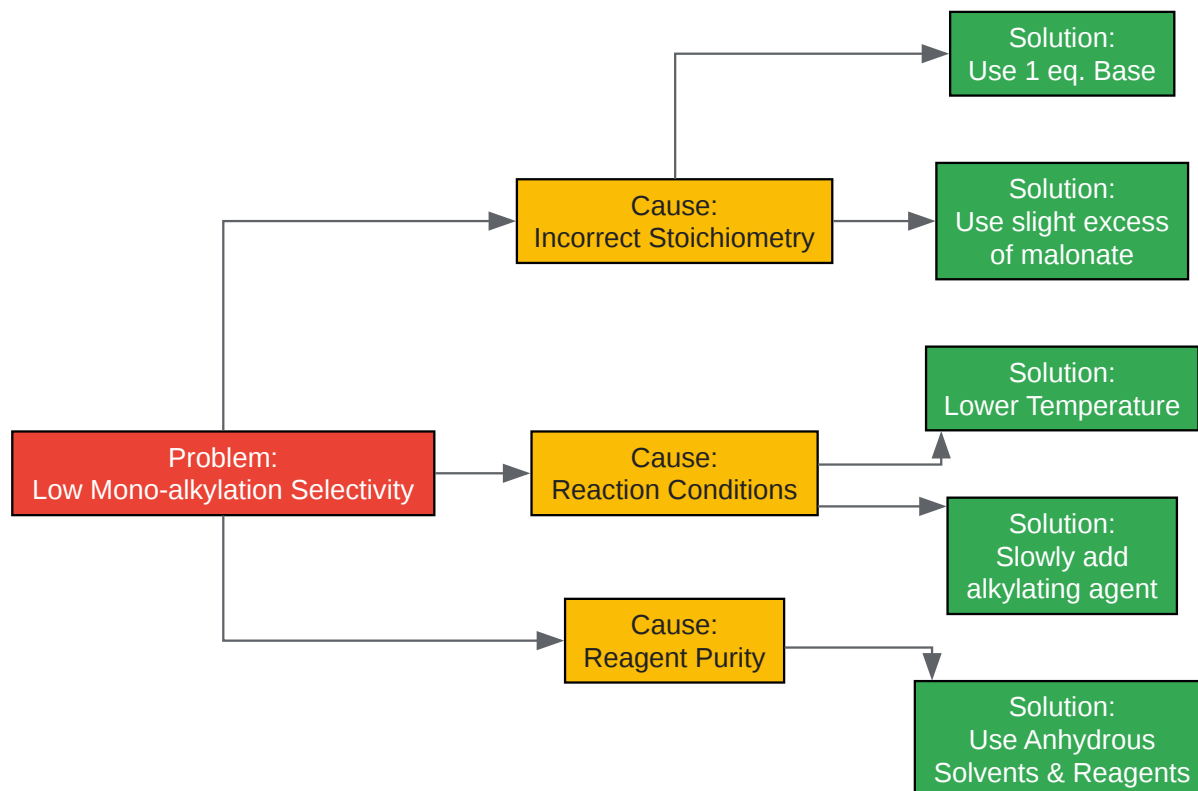 Solution:
Use 1 eq. Base
Solution:
Use slight excess
of malonate
Cause:
Incorrect Stoichiometry
Solution:
Lower Temperature
Problem:
Low Mono-alkylation Selectivity
Cause:
Reaction Conditions
Solution:
Slowly add
alkylating agent
Cause:
Reagent Purity
Solution:
Use Anhydrous
Solvents & Reagents